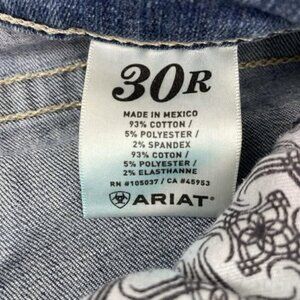 30R
MADE IN MEXICO
93% COTTON /
5% POLYESTER /
2% SPANDEX
93% COTON /
5% POLYESTER /
2% ELASTHANNE
RN #105037 / CA #45953
ARIAT